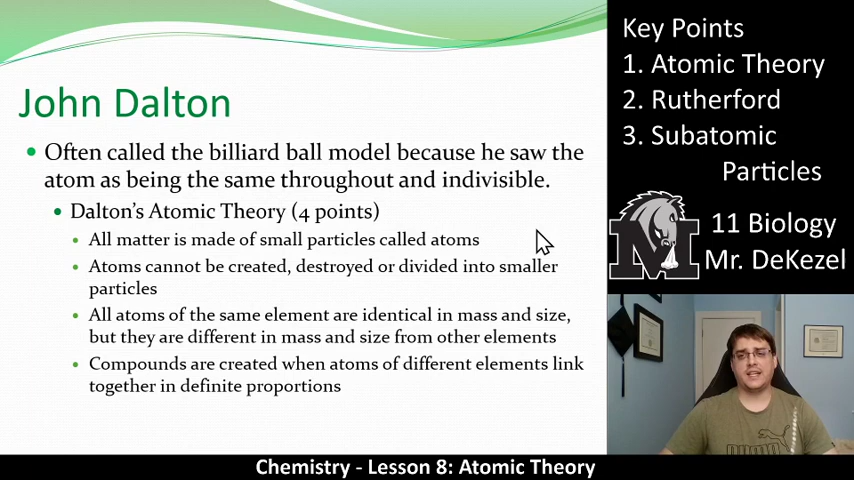 John Dalton
Often called the billiard ball model because he saw the
atom as being the same throughout and indivisible.
Dalton's Atomic Theory (4 points)
All matter is made of small particles called atoms
Atoms cannot be created, destroyed or divided into smaller
particles
All atoms of the same element are identical in mass and size,
but they are different in mass and size from other elements
Compounds are created when atoms of different elements link
together in definite proportions
Key Points
1. Atomic Theory
2. Rutherford
3. Subatomic
Particles
M
11 Biology
Mr. DeKezel
PUMA
Chemistry - Lesson 8: Atomic Theory